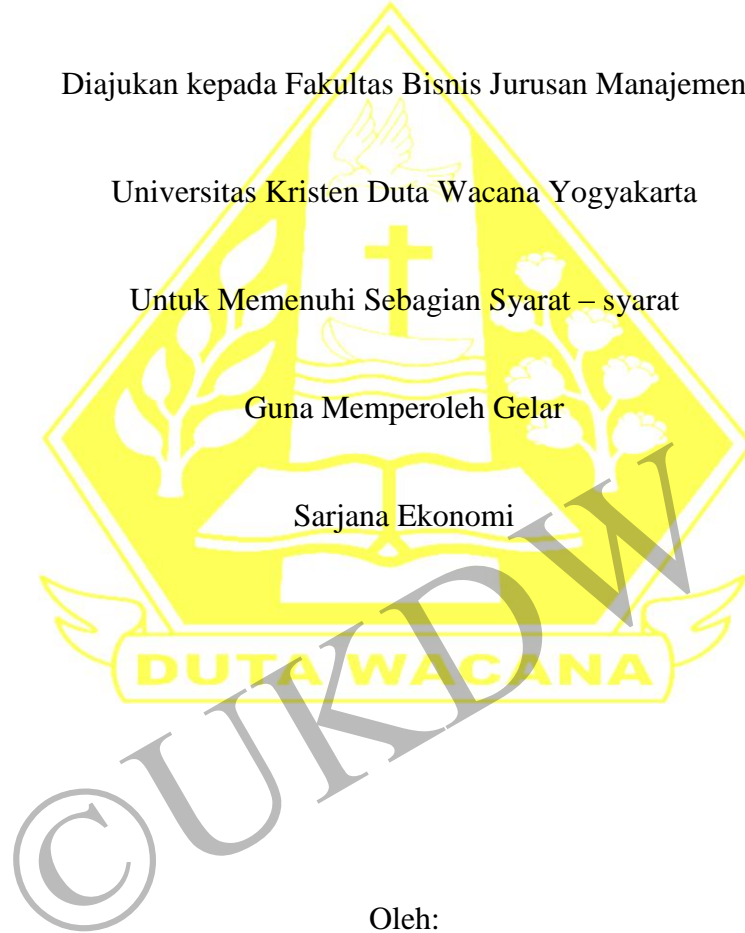 Diajukan kepada Fakultas Bisnis Jurusan Manajemen
Universitas Kristen Duta Wacana Yogyakarta
Untuk Memenuhi Sebagian Syarat – syarat
Guna Memperoleh Gelar
Sarjana Ekonomi
DUTA WACANA
©UKDW
Oleh: